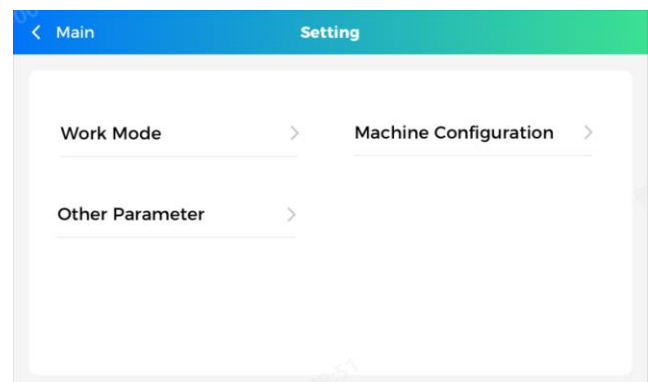 Main
Setting
Work Mode
Machine Configuration
Other Parameter